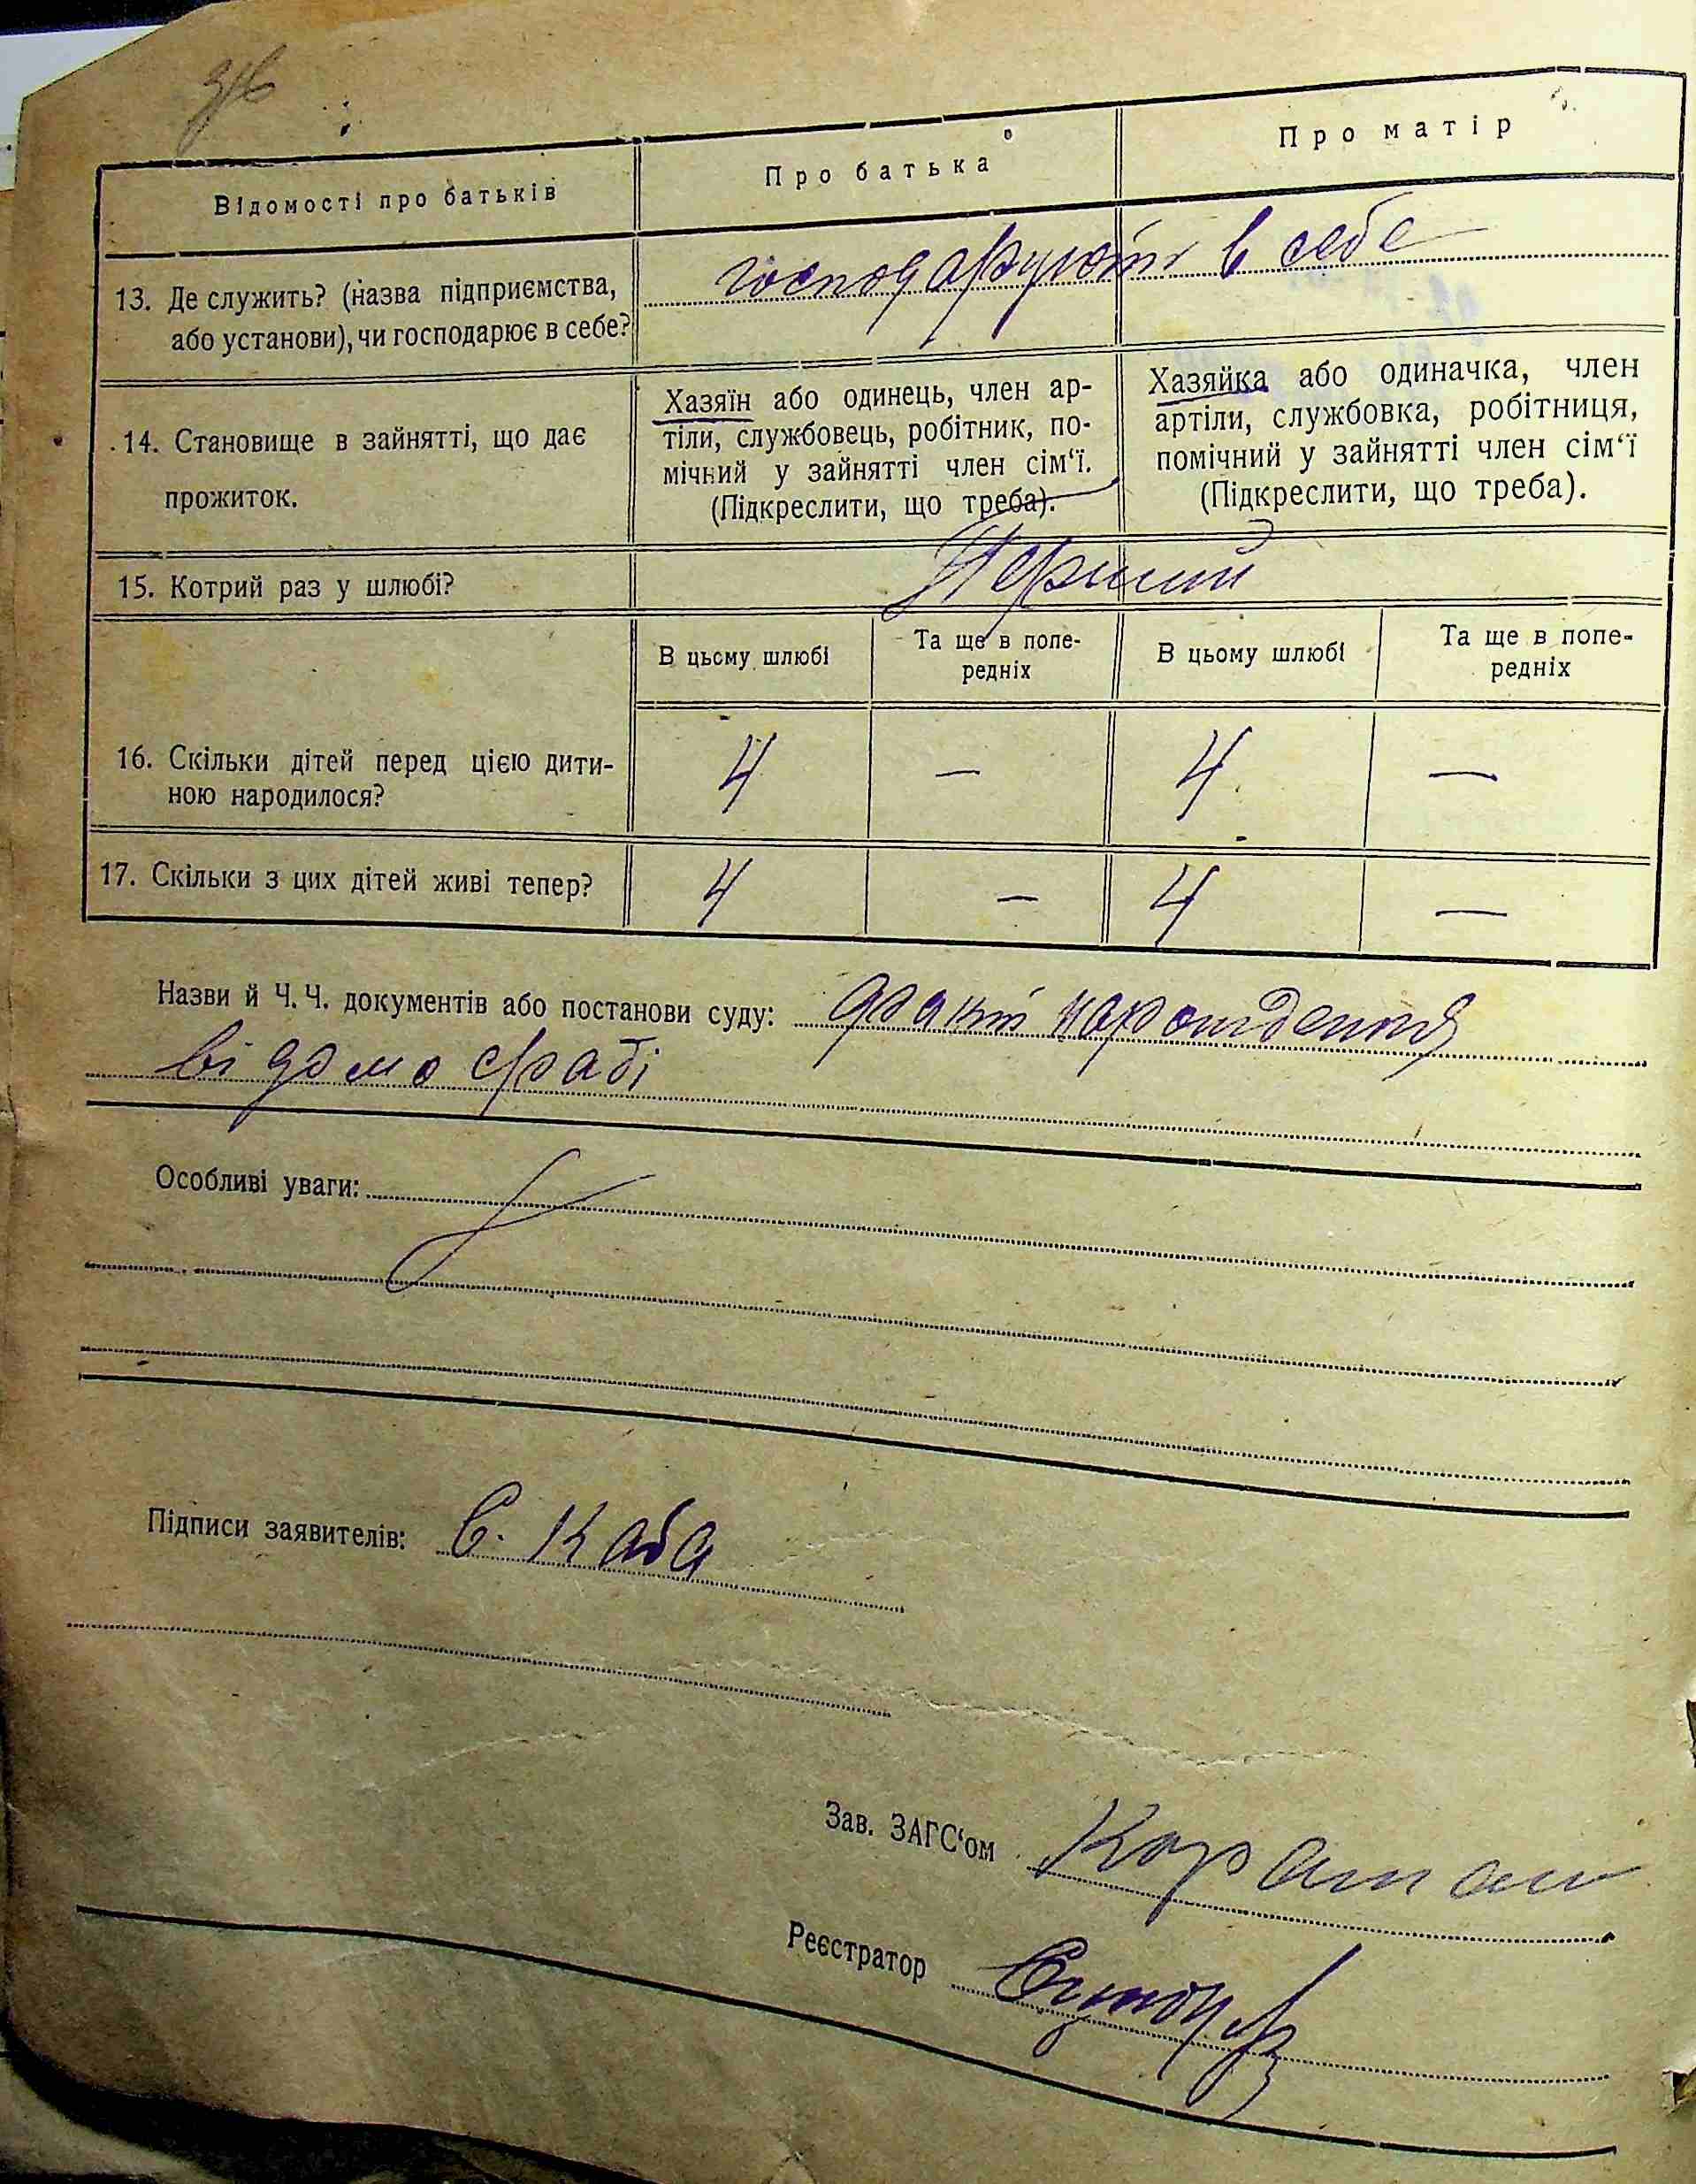 Відомості про батьків
Про батька
Про матір
13. Де служить? (назва підприємства,
або установи), чи господарює в себе?
господарують в себе
14. Становище в зайнятті, що дає
прожиток.
Хазяїн або одинець, член ар-
тіли, службовець, робітник, по-
мічний у зайнятті член сім‘ї.
(Підкреслити, що треба).
Хазяйка або одиначка, член
артіли, службовка, робітниця,
помічний у зайнятті член сім‘ї
(Підкреслити, що треба).
15. Котрий раз у шлюбі?
Перший
В цьому шлюбі
Та ще в попе-
редніх
В цьому шлюбі
Та ще в попе-
редніх
16. Скільки дітей перед цією дити-
ною народилося?
4 — 4 —
17. Скільки з цих дітей живі тепер?
4 — 4 —
Назви й Ч.Ч. документів або постанови суду: факт народження
відомо сраді
Особливі уваги:
Підписи заявителів: Є. Каба
Зав. ЗАГС‘ом
Реєстратор